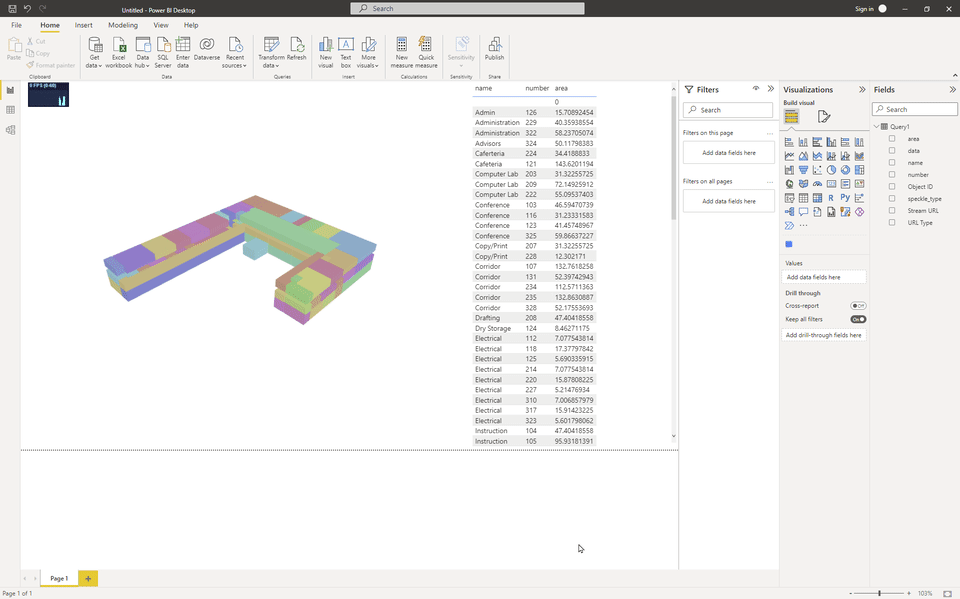 Untitled - Power BI Desktop
Search
Sign in
File Home Insert Modeling View Help
Paste
Cut
Copy
Format painter
Clipboard
Get data
Excel workbook
Data hub
SQL Server
Enter data
Dataverse
Recent sources
Data
Transform data
Refresh
Queries
New visual
Text box
More visuals
Insert
New measure
Quick measure
Calculations
Sensitivity
Sensitivity
Publish
Share
name number area
0
Admin 126 15.70892454
Administration 229 40.35938554
Administration 322 58.23705074
Advisors 324 50.11798383
Caferteria 224 34.4188833
Cafeteria 121 143.6201194
Computer Lab 203 31.32255725
Computer Lab 209 72.14925912
Computer Lab 222 55.09537403
Conference 103 46.59470739
Conference 116 31.23331583
Conference 123 41.45748967
Conference 325 59.86637227
Copy/Print 207 31.32255725
Copy/Print 228 12.302171
Corridor 107 132.7618258
Corridor 131 52.39742943
Corridor 234 112.5711363
Corridor 235 132.8630887
Corridor 328 52.17553693
Drafting 208 47.40418558
Dry Storage 124 8.46271175
Electrical 112 7.077543814
Electrical 118 17.37797842
Electrical 125 5.690335915
Electrical 214 7.077543814
Electrical 220 15.87808225
Electrical 227 5.21476934
Electrical 310 7.006857979
Electrical 317 15.91423225
Electrical 323 5.601798062
Instruction 104 47.40418558
Instruction 105 95.93181391
Filters
Search
Filters on this page
Add data fields here
Filters on all pages
Add data fields here
Visualizations
Build visual
R Py
Values
Add data fields here
Drill through
Cross-report Off
Keep all filters On
Add drill-through fields here
Fields
Search
Query1
area
data
name
number
Object ID
speckle_type
Stream URL
URL Type
Page 1
Page 1 of 1
103%